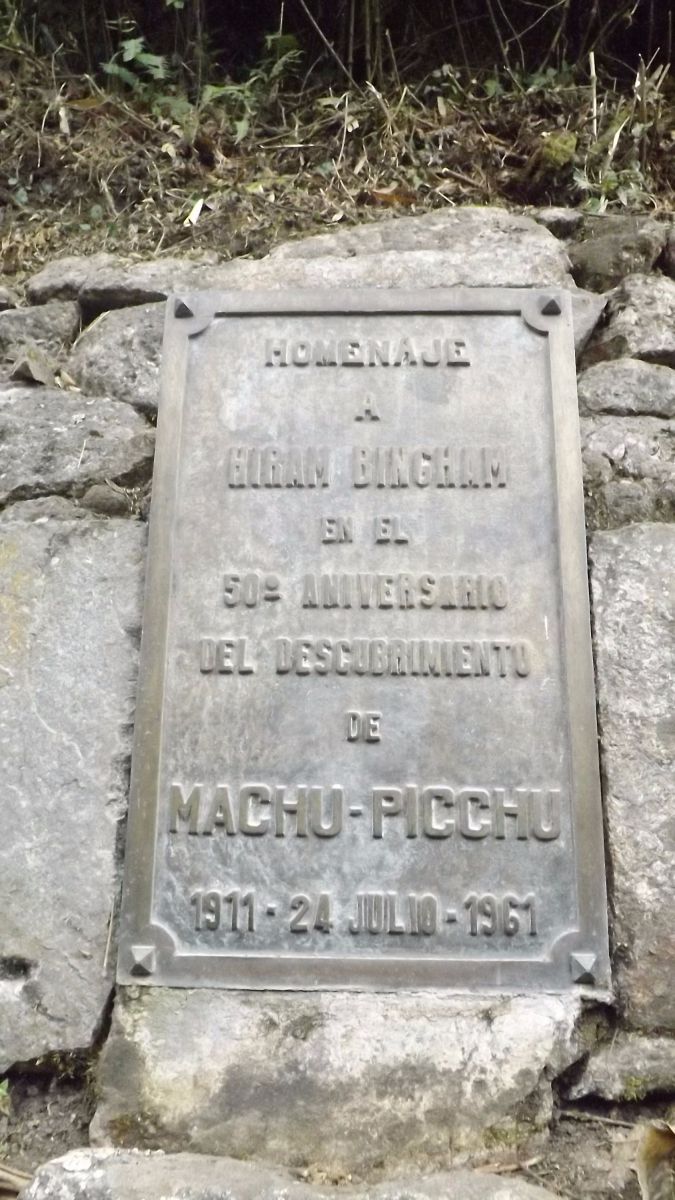 HOMENAJE
A
HIRAM BINGHAM
EN EL
50º ANIVERSARIO
DEL DESCUBRIMIENTO
DE
MACHU-PICCHU
1911 - 24 JULIO - 1961